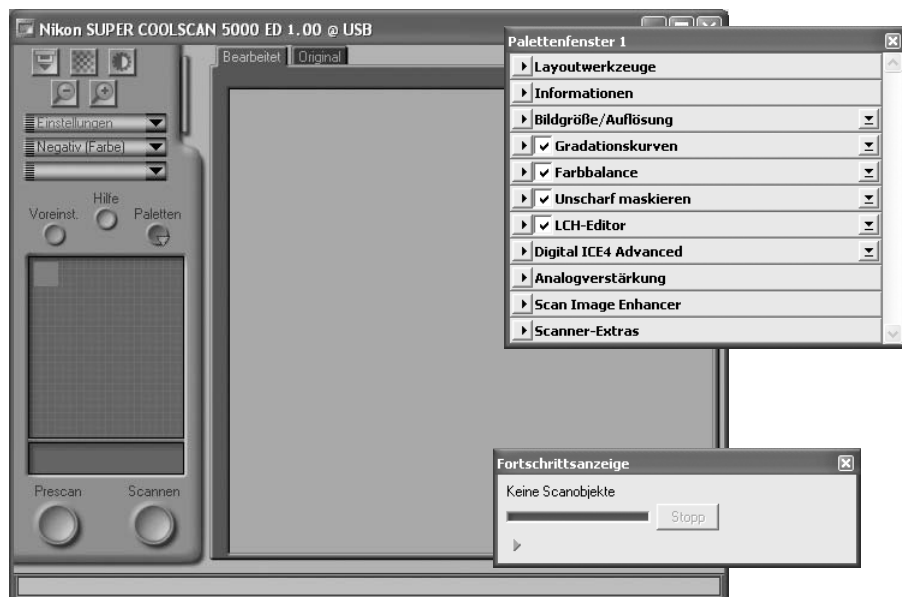 Nikon SUPER COOLSCAN 5000 ED 1.00 @ USB
Bearbeitet Original
Einstellungen
Negativ (Farbe)
Hilfe
Voreinst. Paletten
Prescan Scannen
Palettenfenster 1
Layoutwerkzeuge
Informationen
Bildgröße/Auflösung
Gradationskurven
Farbbalance
Unscharf maskieren
LCH-Editor
Digital ICE4 Advanced
Analogverstärkung
Scan Image Enhancer
Scanner-Extras
Fortschrittsanzeige
Keine Scanobjekte
Stopp